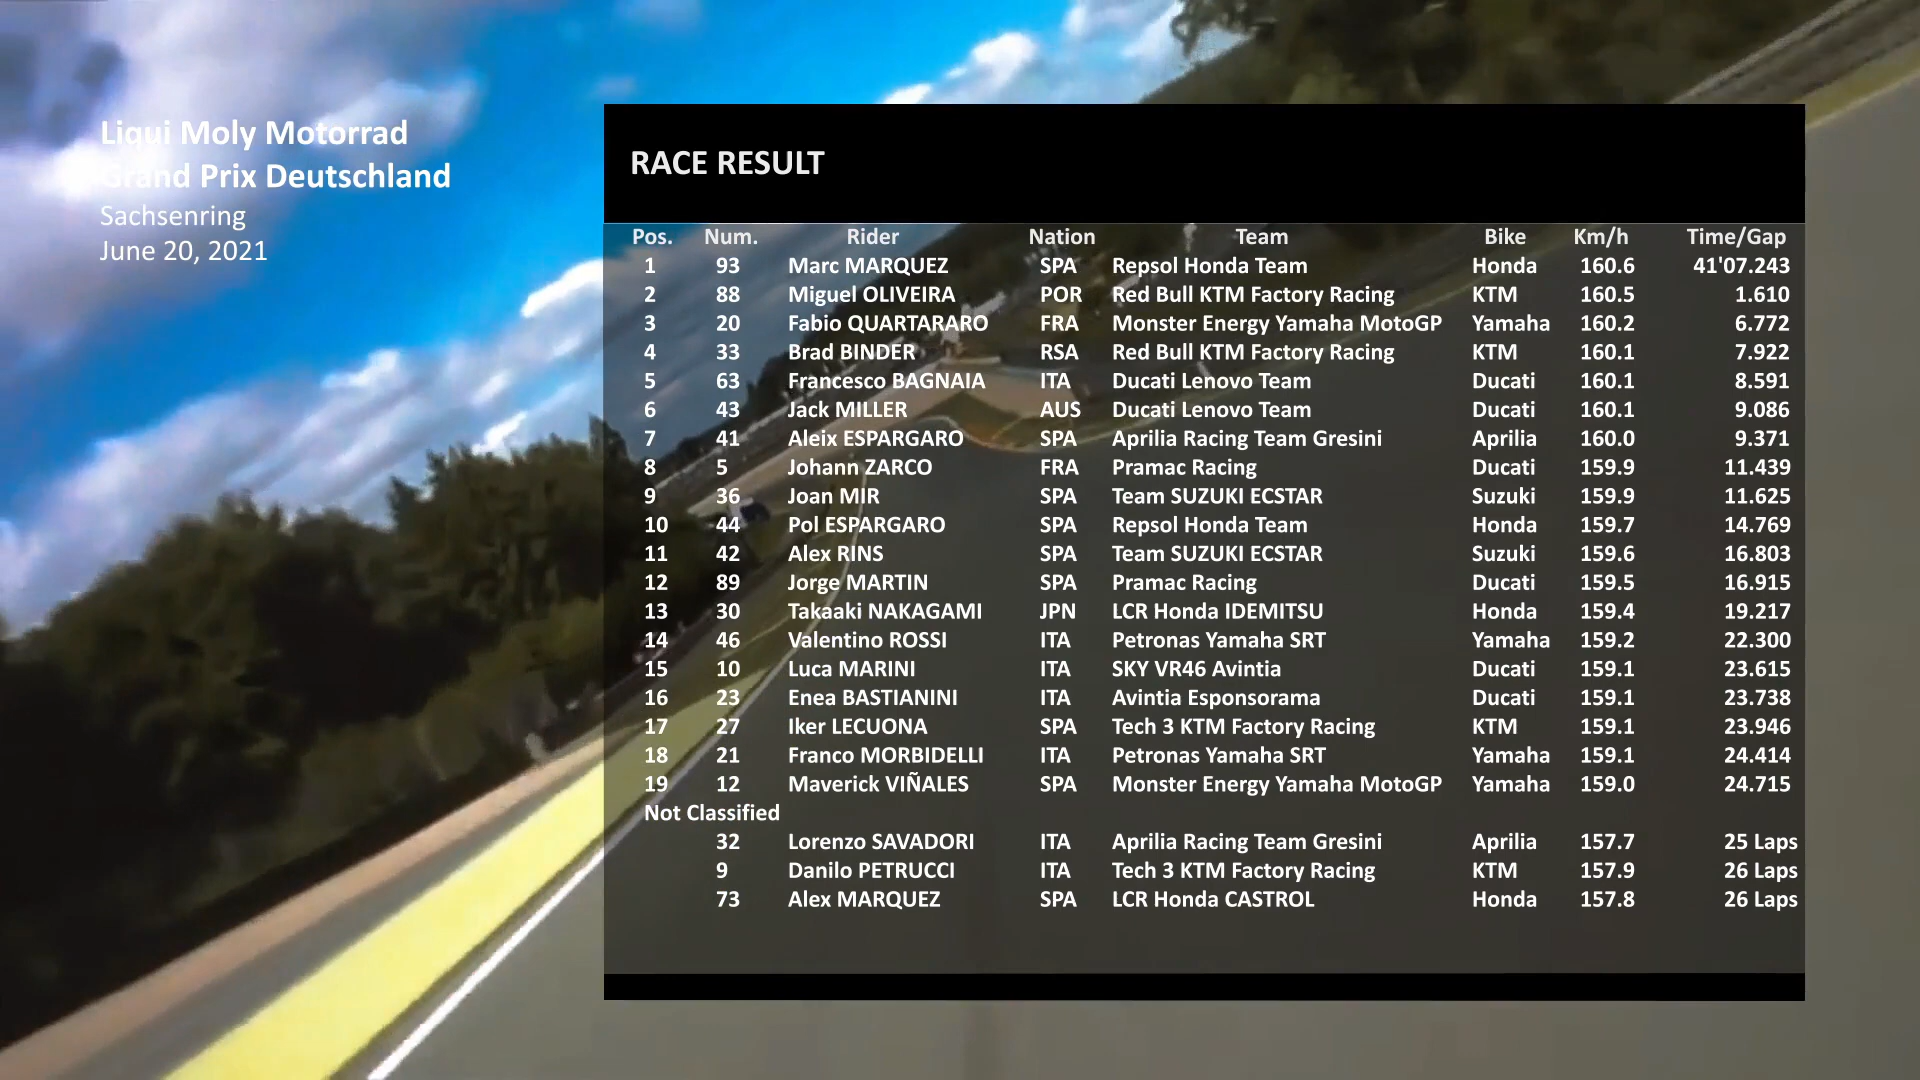 Liqui Moly Motorrad
Grand Prix Deutschland
Sachsenring
June 20, 2021
RACE RESULT
Pos. Num. Rider Nation Team Bike Km/h Time/Gap
1 93 Marc MARQUEZ SPA Repsol Honda Team Honda 160.6 41'07.243
2 88 Miguel OLIVEIRA POR Red Bull KTM Factory Racing KTM 160.5 1.610
3 20 Fabio QUARTARARO FRA Monster Energy Yamaha MotoGP Yamaha 160.2 6.772
4 33 Brad BINDER RSA Red Bull KTM Factory Racing KTM 160.1 7.922
5 63 Francesco BAGNAIA ITA Ducati Lenovo Team Ducati 160.1 8.591
6 43 Jack MILLER AUS Ducati Lenovo Team Ducati 160.1 9.086
7 41 Aleix ESPARGARO SPA Aprilia Racing Team Gresini Aprilia 160.0 9.371
8 5 Johann ZARCO FRA Pramac Racing Ducati 159.9 11.439
9 36 Joan MIR SPA Team SUZUKI ECSTAR Suzuki 159.9 11.625
10 44 Pol ESPARGARO SPA Repsol Honda Team Honda 159.7 14.769
11 42 Alex RINS SPA Team SUZUKI ECSTAR Suzuki 159.6 16.803
12 89 Jorge MARTIN SPA Pramac Racing Ducati 159.5 16.915
13 30 Takaaki NAKAGAMI JPN LCR Honda IDEMITSU Honda 159.4 19.217
14 46 Valentino ROSSI ITA Petronas Yamaha SRT Yamaha 159.2 22.300
15 10 Luca MARINI ITA SKY VR46 Avintia Ducati 159.1 23.615
16 23 Enea BASTIANINI ITA Avintia Esponsorama Ducati 159.1 23.738
17 27 Iker LECUONA SPA Tech 3 KTM Factory Racing KTM 159.1 23.946
18 21 Franco MORBIDELLI ITA Petronas Yamaha SRT Yamaha 159.1 24.414
19 12 Maverick VIÑALES SPA Monster Energy Yamaha MotoGP Yamaha 159.0 24.715
Not Classified
32 Lorenzo SAVADORI ITA Aprilia Racing Team Gresini Aprilia 157.7 25 Laps
9 Danilo PETRUCCI ITA Tech 3 KTM Factory Racing KTM 157.9 26 Laps
73 Alex MARQUEZ SPA LCR Honda CASTROL Honda 157.8 26 Laps